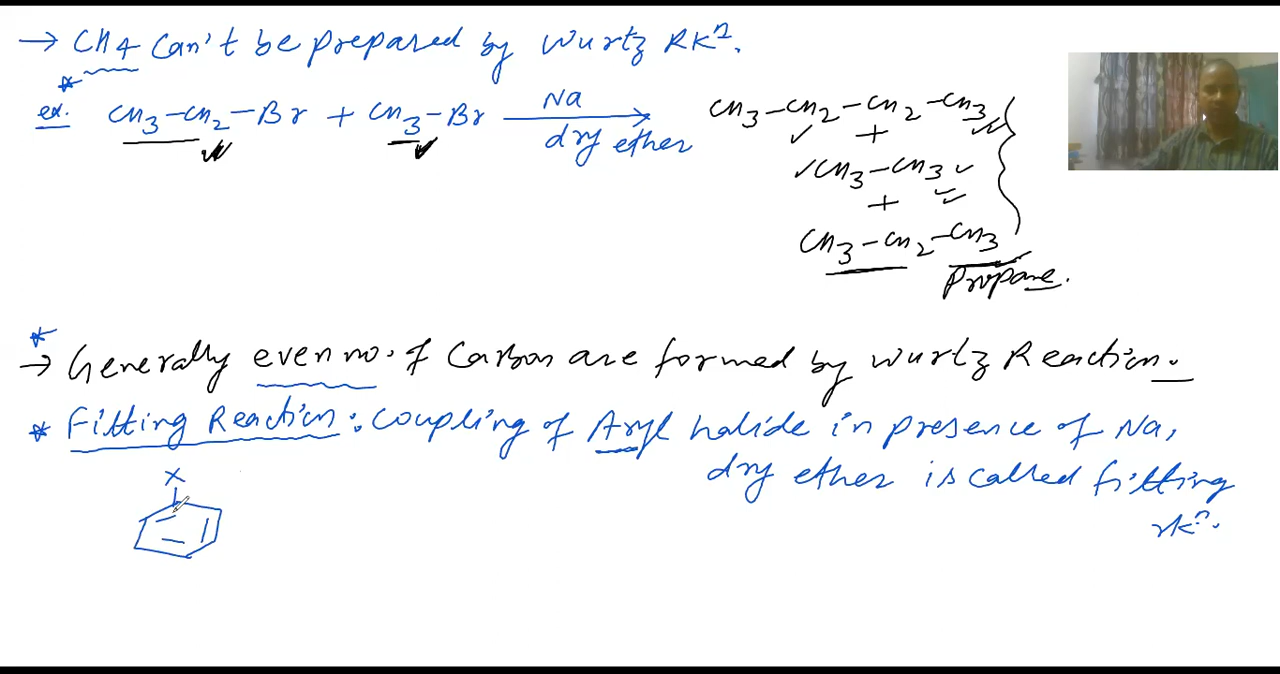 → CH4 can't be prepared by Wurtz RKn.
ex. CH3-CH2-Br + CH3-Br Na dry ether CH3-CH2-CH2-CH3
+
CH3-CH3
+
CH3-CH2-CH3
Propane.
→ Generally even no. of Carbon are formed by Wurtz Reaction.
* Fitting Reaction: Coupling of Aryl halide in presence of Na,
dry ether is called fitting
rkn.
X